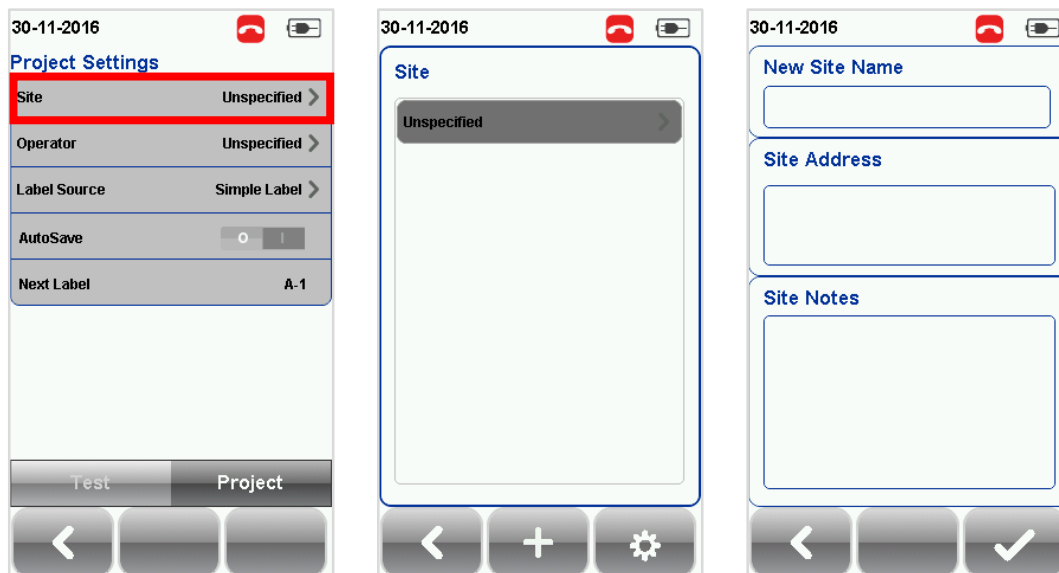 30-11-2016
Project Settings
Site Unspecified
Operator Unspecified
Label Source Simple Label
AutoSave O I
Next Label A-1
Test Project
30-11-2016
Site
Unspecified
30-11-2016
New Site Name
Site Address
Site Notes